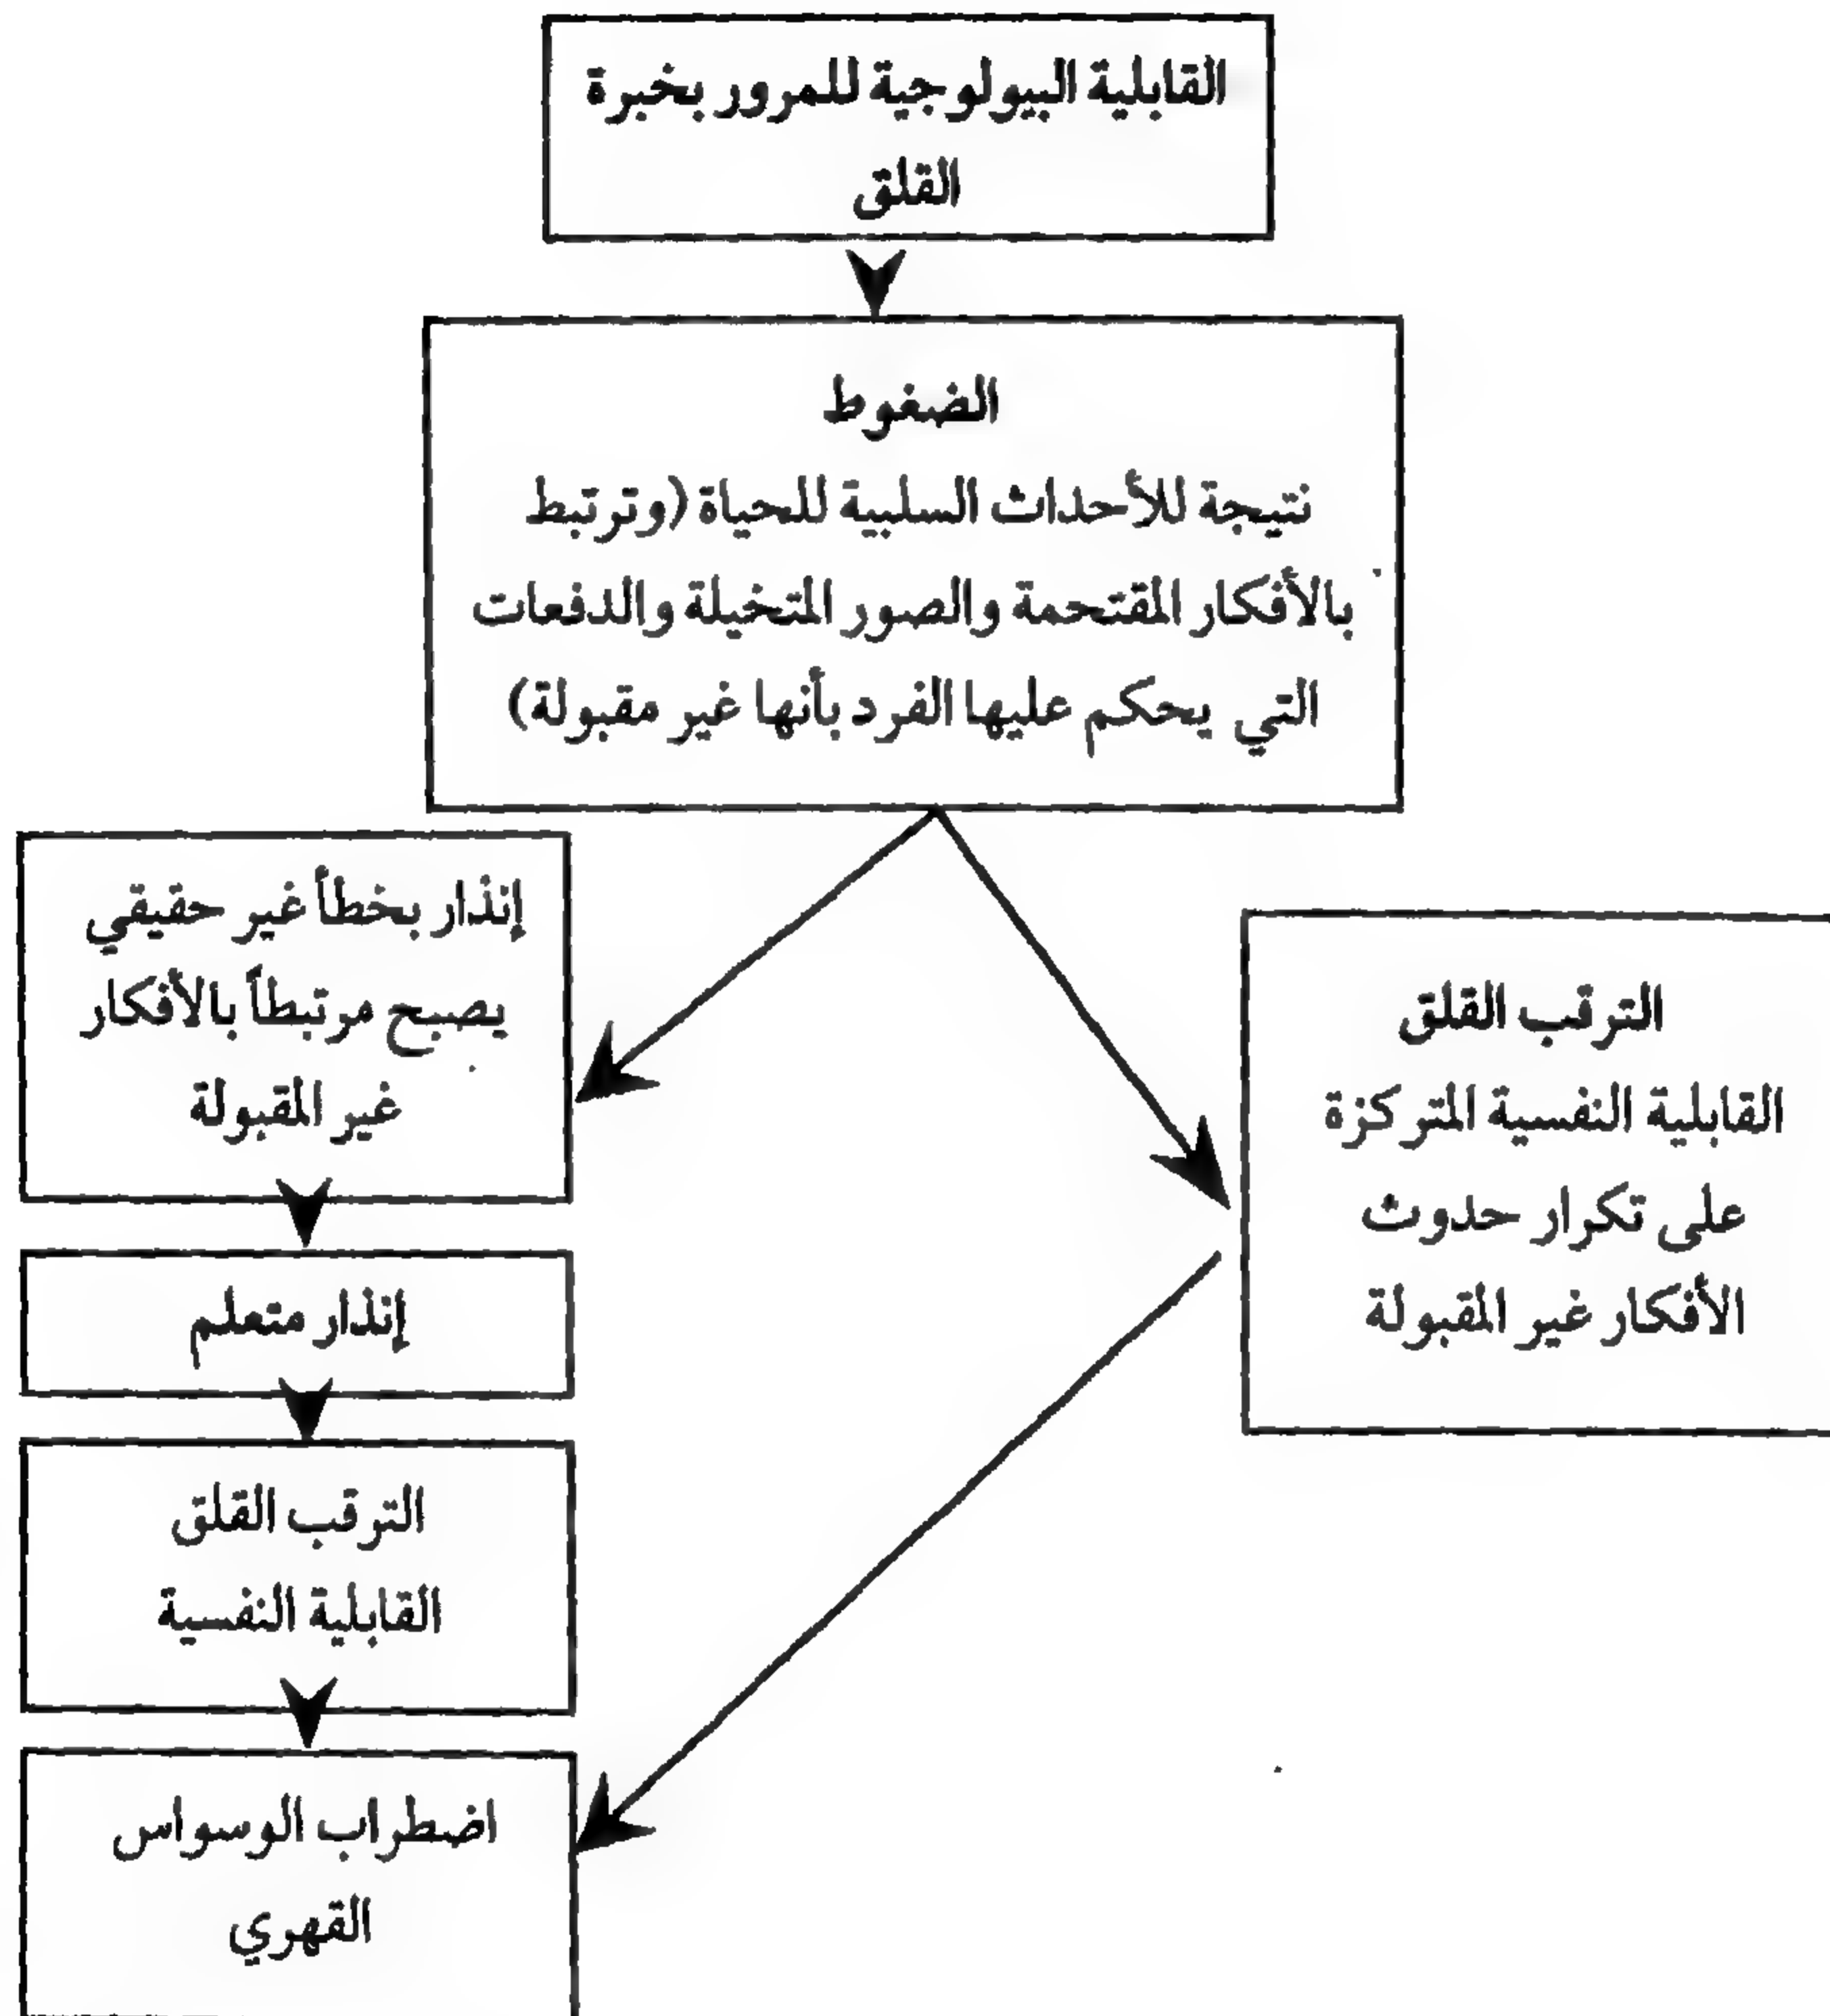 القابلية البيولوجية للمرور بخبرة
القلق
الضغوط
نتيجة للأحداث السلبية للحياة (وترتبط
بالأفكار المقتحمة والصور المتخيلة والدفعات
التي يحكم عليها الفرد بأنها غير مقبولة)
الترقب القلق
القابلية النفسية المتركزة
على تكرار حدوث
الأفكار غير المقبولة
إنذار بخطأ غير حقيقي
يصبح مرتبطاً بالأفكار
غير المقبولة
إنذار متعلم
الترقب القلق
القابلية النفسية
اضطراب الوسواس
القهري